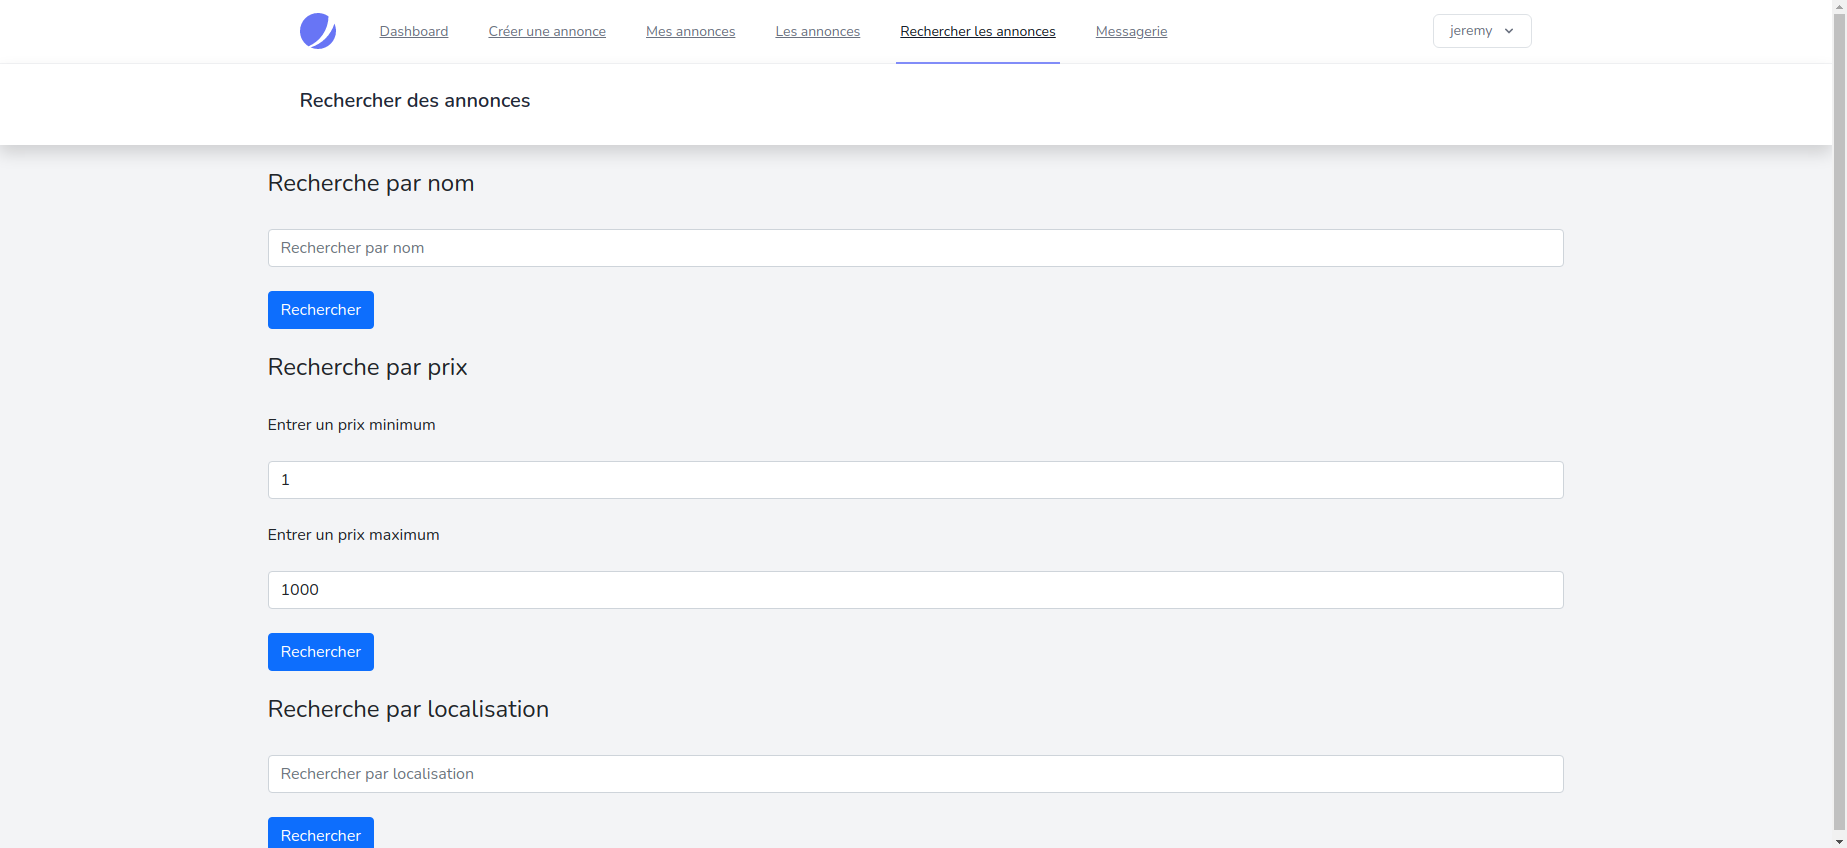 Dashboard Créer une annonce Mes annonces Les annonces Rechercher les annonces Messagerie jeremy
Rechercher des annonces
Recherche par nom
Rechercher par nom
Rechercher
Recherche par prix
Entrer un prix minimum
1
Entrer un prix maximum
1000
Rechercher
Recherche par localisation
Rechercher par localisation
Rechercher